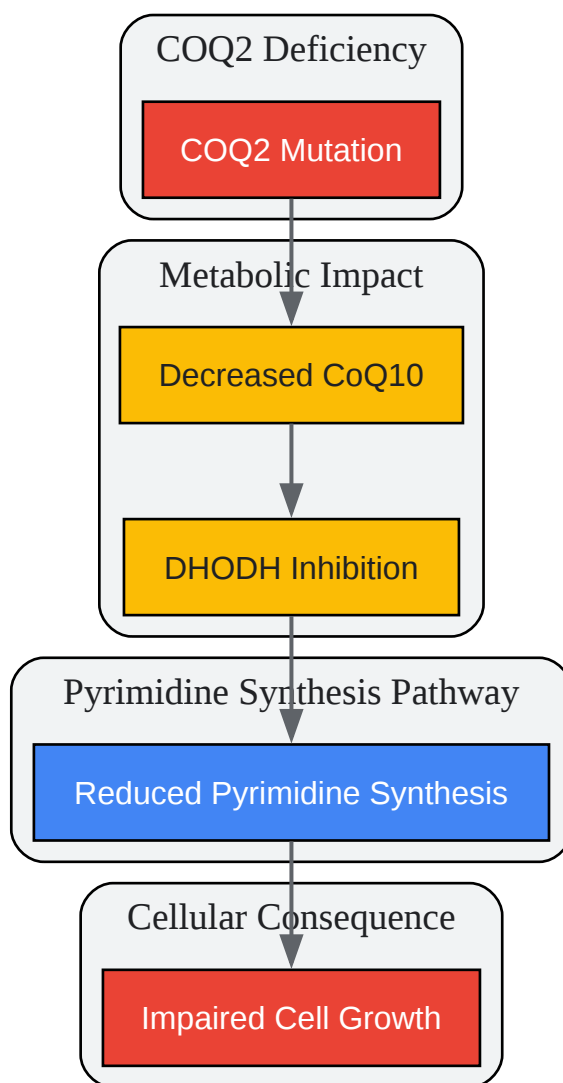 COQ2 Deficiency
COQ2 Mutation
Metabolic Impact
Decreased CoQ10
DHODH Inhibition
Pyrimidine Synthesis Pathway
Reduced Pyrimidine Synthesis
Cellular Consequence
Impaired Cell Growth